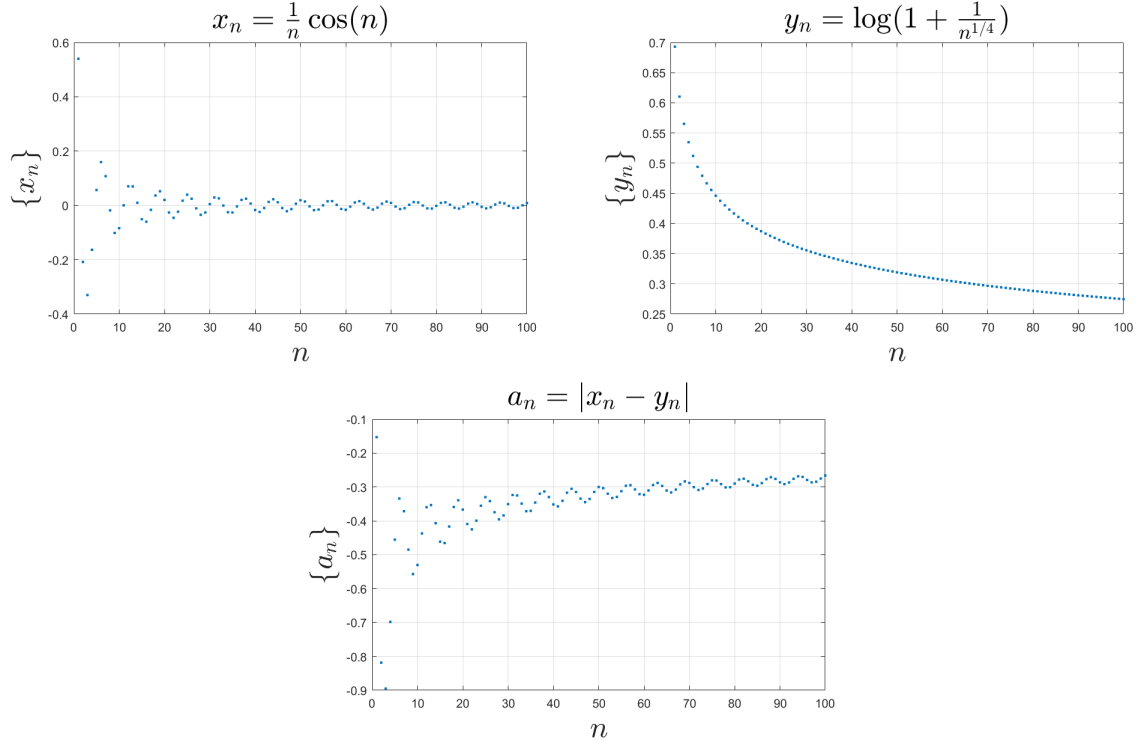 $x_n = \frac{1}{n}\cos(n)$
0.6
0.4
0.2
0
-0.2
-0.4
{$x_n$}
0 10 20 30 40 50 60 70 80 90 100
n
$y_n = \log(1 + \frac{1}{n^{1/4}})$
0.7
0.65
0.6
0.55
0.5
0.45
0.4
0.35
0.3
0.25
{$y_n$}
0 10 20 30 40 50 60 70 80 90 100
n
$a_n = |x_n - y_n|$
-0.1
-0.2
-0.3
-0.4
-0.5
-0.6
-0.7
-0.8
-0.9
{$a_n$}
0 10 20 30 40 50 60 70 80 90 100
n